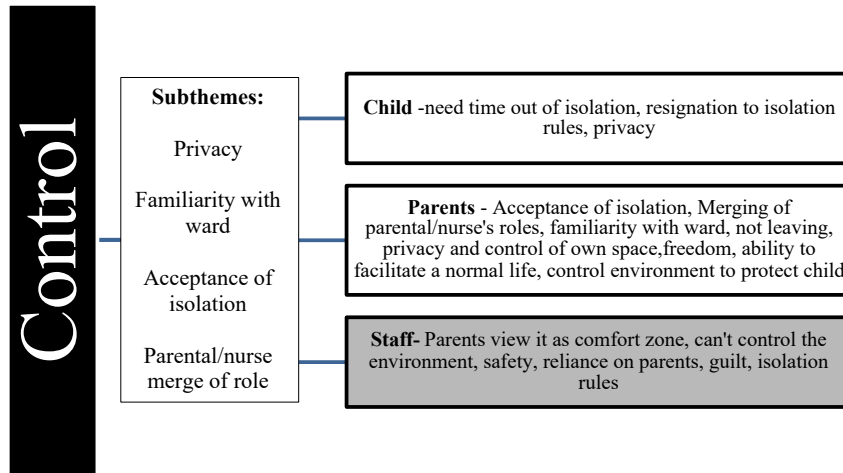 Control
Subthemes:
Privacy
Familiarity with
ward
Acceptance of
isolation
Parental/nurse
merge of role
Child -need time out of isolation, resignation to isolation
rules, privacy
Parents - Acceptance of isolation, Merging of
parental/nurse's roles, familiarity with ward, not leaving,
privacy and control of own space,freedom, ability to
facilitate a normal life, control environment to protect child
Staff- Parents view it as comfort zone, can't control the
environment, safety, reliance on parents, guilt, isolation
rules